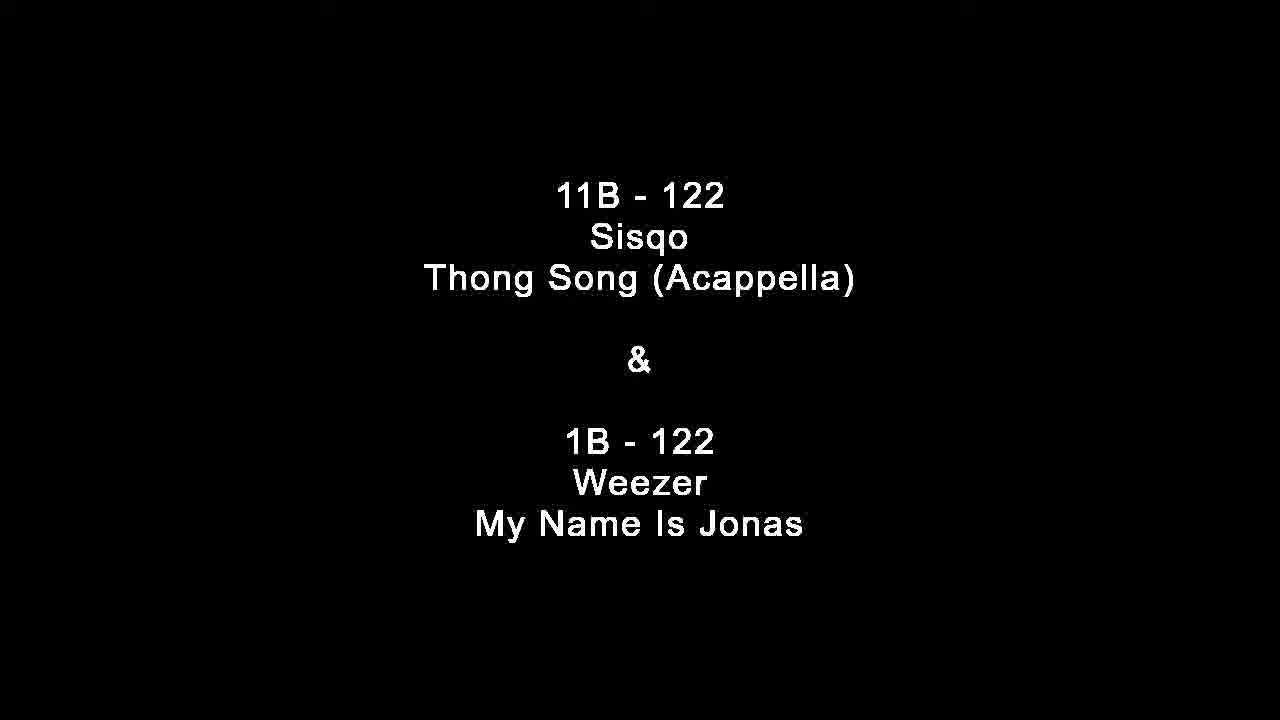 11B - 122
Sisqo
Thong Song (Acappella)
&
1B - 122
Weezer
My Name Is Jonas